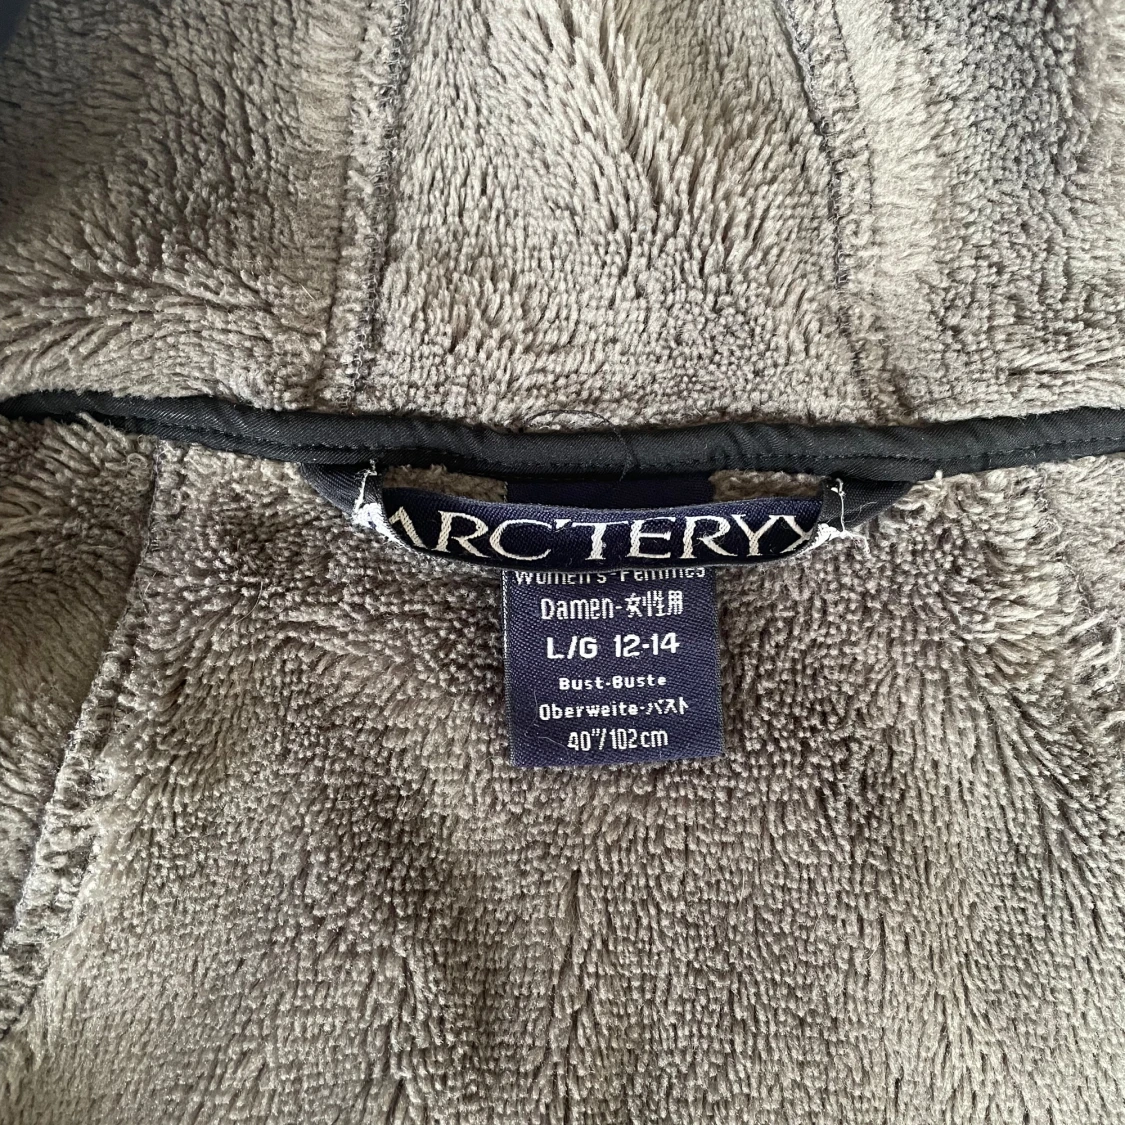 ARC'TERYX
Women's-Femmes
Damen-女性用
L/G 12-14
Bust-Buste
Oberweite-バスト
40"/102cm